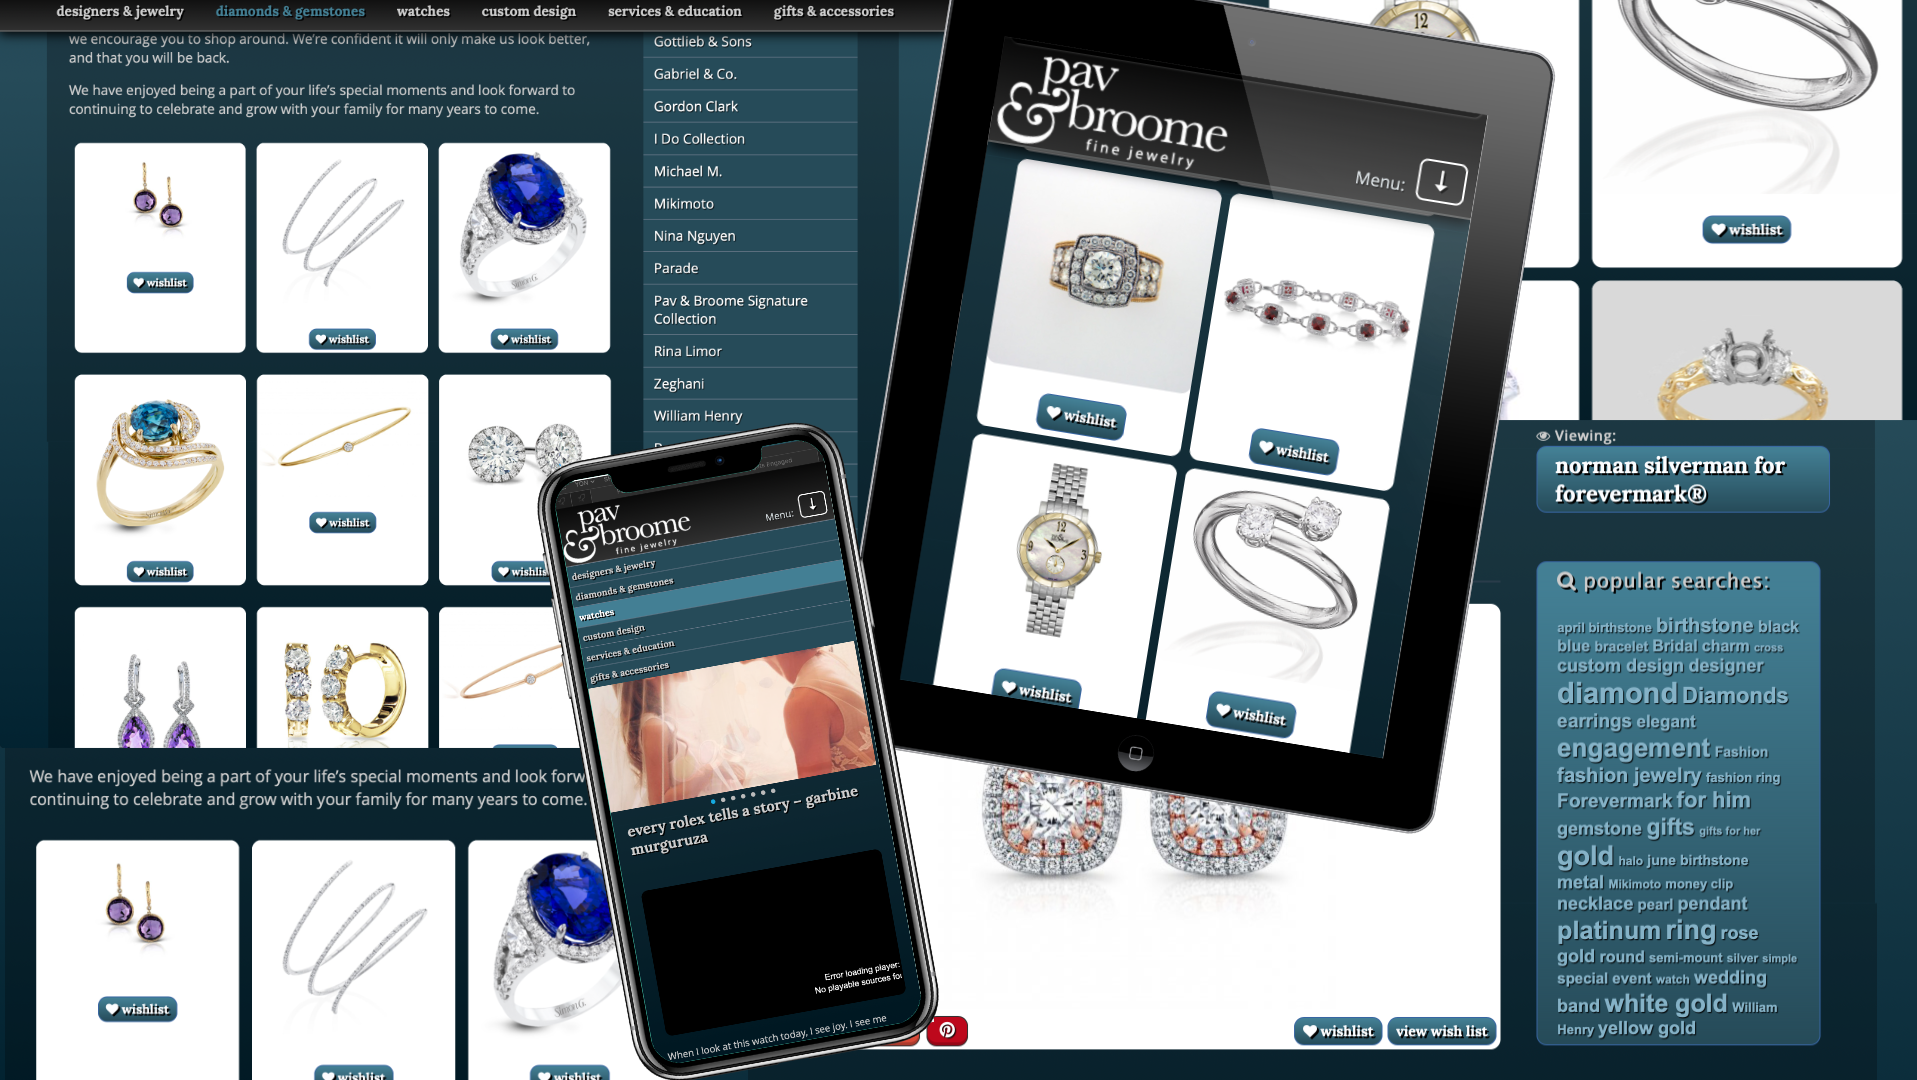 designers & jewelry
diamonds & gemstones
watches
custom design
services & education
gifts & accessories
we encourage you to shop around. We're confident it will only make us look better,
and that you will be back.
We have enjoyed being a part of your life's special moments and look forward to
continuing to celebrate and grow with your family for many years to come.
wishlist
wishlist
wishlist
wishlist
wishlist
We have enjoyed being a part of your life's special moments and look
continuing to celebrate and grow with your family for many years to come.
wishlist
wishlist
wishlist
Gottlieb & Sons
Gabriel & Co.
Gordon Clark
I Do Collection
Michael M.
Mikimoto
Nina Nguyen
Parade
Pav & Broome Signature
Collection
Rina Limor
Zeghani
William Henry
pav
& broome
fine jewelry
Menu:
designers & jewelry
diamonds & gemstones
watches
custom design
services & education
gifts & accessories
every rolex tells a story – garbine
murguruza
Error loading player:
No playable sources
When I look at this watch today, I see joy. I see me
pav
& broome
fine jewelry
Menu:
wishlist
wishlist
12
3
wishlist
wishlist
12
wishlist
wishlist
view wish list
Viewing:
norman silverman for
forevermark®
popular searches:
april birthstone birthstone black
blue bracelet Bridal charm cross
custom design designer
diamond Diamonds
earrings elegant
engagement Fashion
fashion jewelry fashion ring
Forevermark for him
gemstone gifts gifts for her
gold halo june birthstone
metal Mikimoto money clip
necklace pearl pendant
platinum ring rose
gold round semi-mount silver simple
special event watch wedding
band white gold William
Henry yellow gold